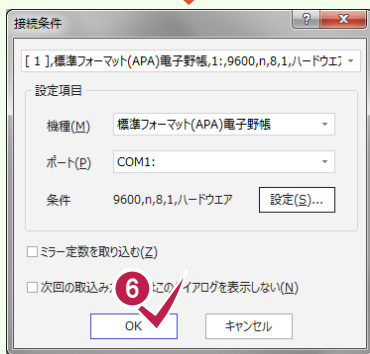 接続条件
[ 1 ],標準フォーマット(APA)電子野帳,1:,9600,n,8,1,ハードウエア
設定項目
機種(M)
標準フォーマット(APA)電子野帳
ポート(P)
COM1:
条件
9600,n,8,1,ハードウエア
設定(S)...
ミラー定数を取り込む(Z)
次回の取込み こダイアログを表示しない(N)
6
OK
キャンセル